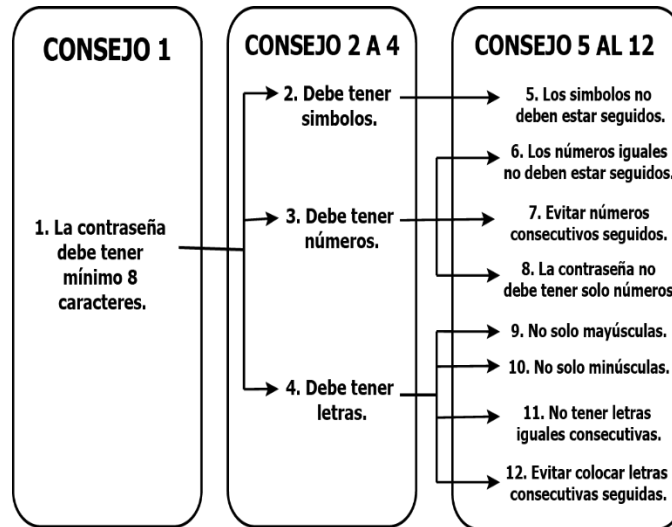 CONSEJO 1
1. La contraseña
debe tener
mínimo 8
caracteres.
CONSEJO 2 A 4
2. Debe tener
simbolos.
3. Debe tener
números.
4. Debe tener
letras.
CONSEJO 5 AL 12
5. Los simbolos no
deben estar seguidos.
6. Los números iguales
no deben estar seguidos.
7. Evitar números
consecutivos seguidos.
8. La contraseña no
debe tener solo números
9. No solo mayúsculas.
10. No solo minúsculas.
11. No tener letras
iguales consecutivas.
12. Evitar colocar letras
consecutivas seguidas.